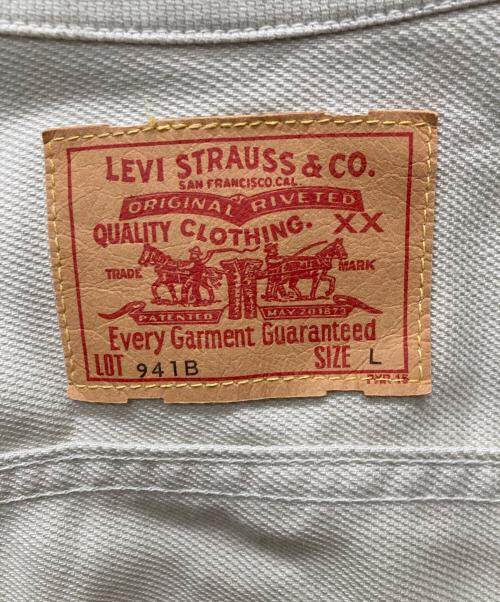 LEVI STRAUSS & CO.
SAN FRANCISCO.CAL.
ORIGINAL RIVETED
QUALITY CLOTHING. XX
TRADE MARK
PATENTED MAY.20.1873
Every Garment Guaranteed
LOT 941B SIZE L